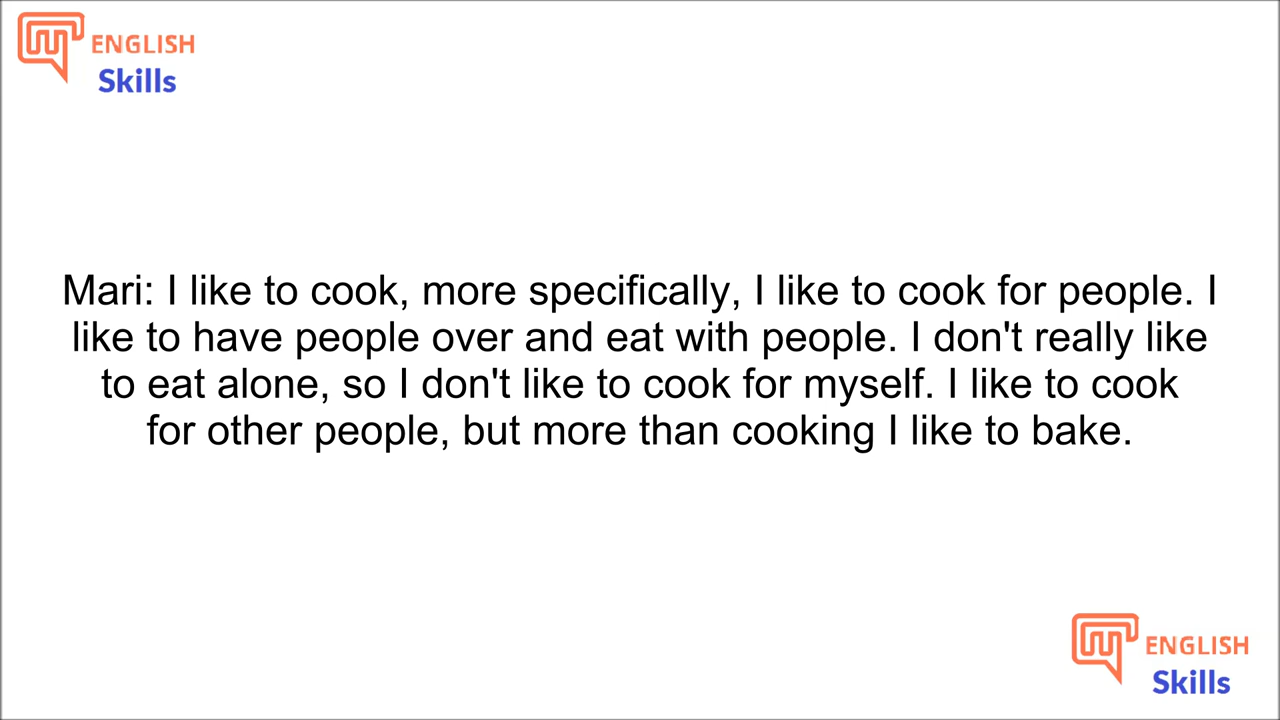 ENGLISH
Skills
Mari: I like to cook, more specifically, I like to cook for people. I
like to have people over and eat with people. I don't really like
to eat alone, so I don't like to cook for myself. I like to cook
for other people, but more than cooking I like to bake.
ENGLISH
Skills